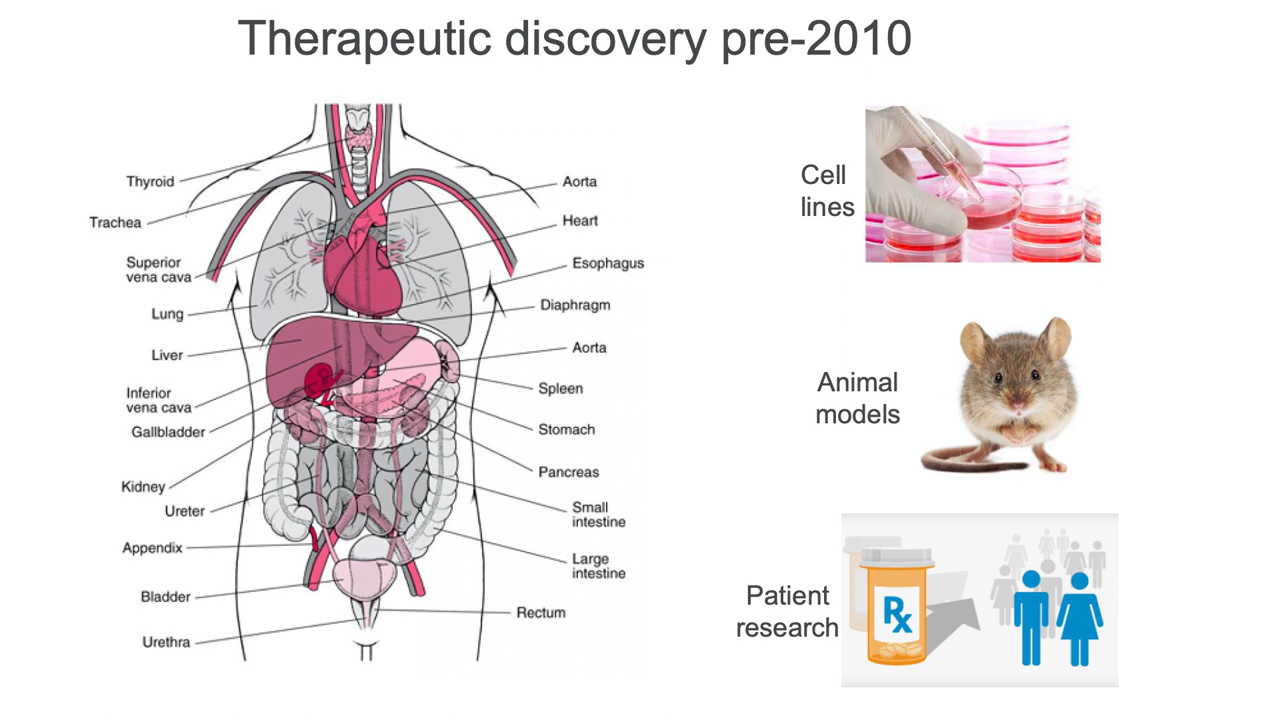 Therapeutic discovery pre-2010
Thyroid
Trachea
Superior
vena cava
Lung
Liver
Inferior
vena cava
Gallbladder
Kidney
Ureter
Appendix
Bladder
Urethra
Aorta
Heart
Esophagus
Diaphragm
Aorta
Spleen
Stomach
Pancreas
Small
intestine
Large
intestine
Rectum
Cell
lines
Animal
models
Patient
research
Rx